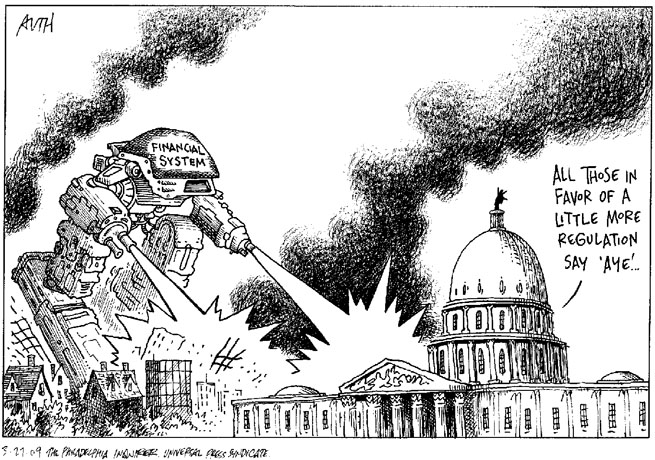 AUTH
FINANCIAL
SYSTEM
ALL THOSE IN
FAVOR OF A
LITTLE MORE
REGULATION
SAY 'AYE'...
3.27.09 THE PHILADELPHIA INQUIRER. UNIVERSAL PRESS SYNDICATE.